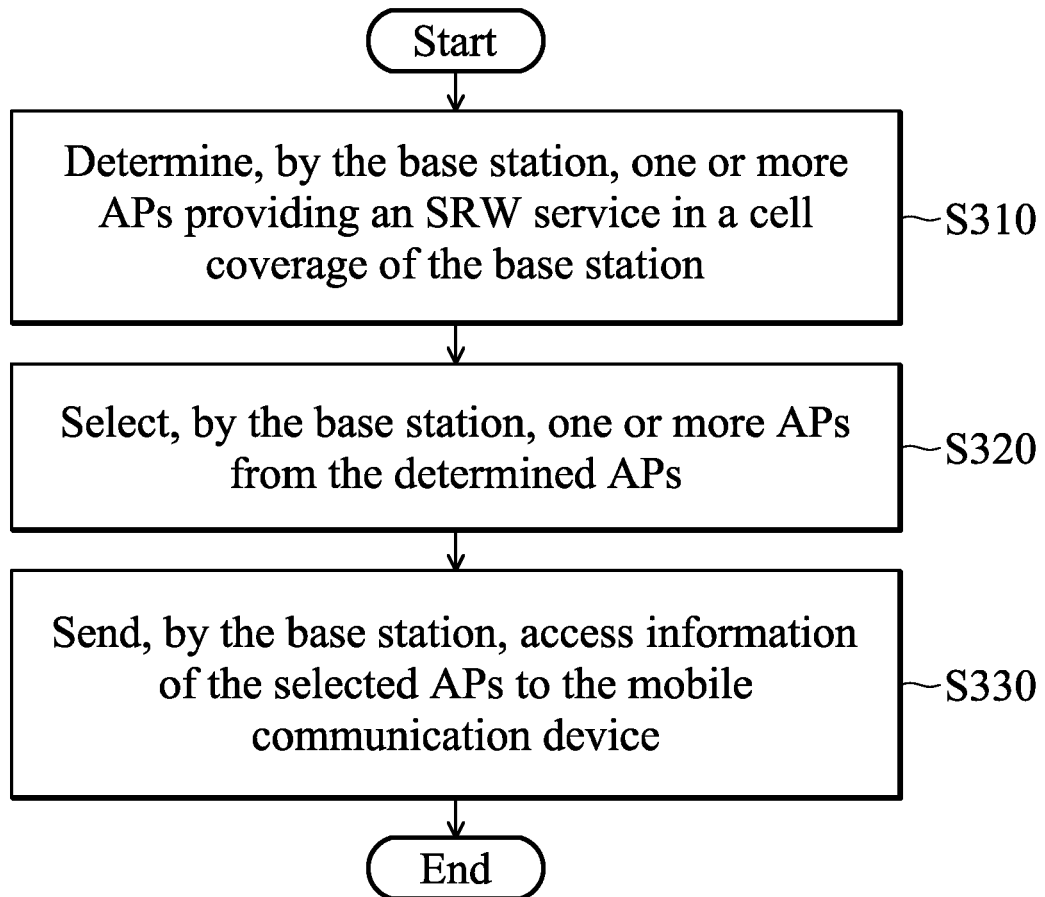 Start
Determine, by the base station, one or more
APs providing an SRW service in a cell
coverage of the base station
S310
Select, by the base station, one or more APs
from the determined APs
S320
Send, by the base station, access information
of the selected APs to the mobile
communication device
S330
End